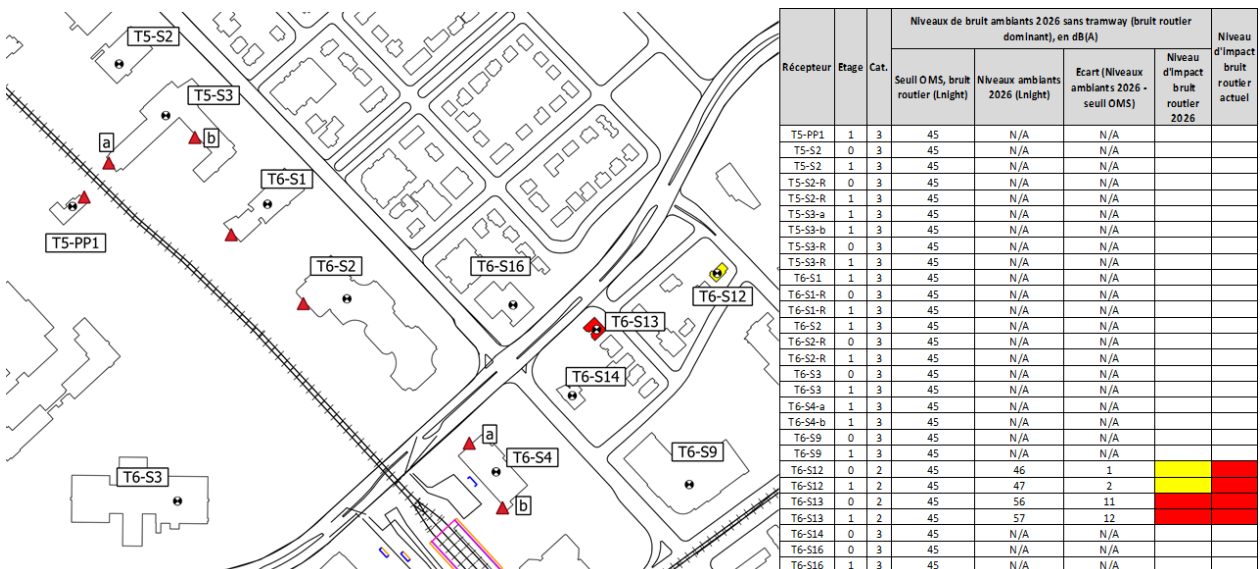 T5-S2
T5-S3
a
b
T6-S1
T5-PP1
T6-S2
T6-S16
T6-S12
T6-S13
T6-S14
a
T6-S4
T6-S9
T6-S3
b
Niveaux de bruit ambiants 2026 sans tramway (bruit routier
dominant), en dB(A)
Niveau
d'impact
bruit
routier
actuel
Récepteur Etage Cat.
Seuil OMS, bruit
routier (Lnight)
Niveaux ambiants
2026 (Lnight)
Ecart (Niveaux
ambiants 2026 -
seuil OMS)
Niveau
d'impact
bruit
routier
2026
T5-PP1 1 3 45 N/A N/A
T5-S2 0 3 45 N/A N/A
T5-S2 1 3 45 N/A N/A
T5-S2-R 0 3 45 N/A N/A
T5-S2-R 1 3 45 N/A N/A
T5-S3-a 1 3 45 N/A N/A
T5-S3-b 1 3 45 N/A N/A
T5-S3-R 0 3 45 N/A N/A
T5-S3-R 1 3 45 N/A N/A
T6-S1 1 3 45 N/A N/A
T6-S1-R 0 3 45 N/A N/A
T6-S1-R 1 3 45 N/A N/A
T6-S2 1 3 45 N/A N/A
T6-S2-R 0 3 45 N/A N/A
T6-S2-R 1 3 45 N/A N/A
T6-S3 0 3 45 N/A N/A
T6-S3 1 3 45 N/A N/A
T6-S4-a 1 3 45 N/A N/A
T6-S4-b 1 3 45 N/A N/A
T6-S9 0 3 45 N/A N/A
T6-S9 1 3 45 N/A N/A
T6-S12 0 2 45 46 1
T6-S12 1 2 45 47 2
T6-S13 0 2 45 56 11
T6-S13 1 2 45 57 12
T6-S14 0 3 45 N/A N/A
T6-S16 0 3 45 N/A N/A
T6-S16 1 3 45 N/A N/A